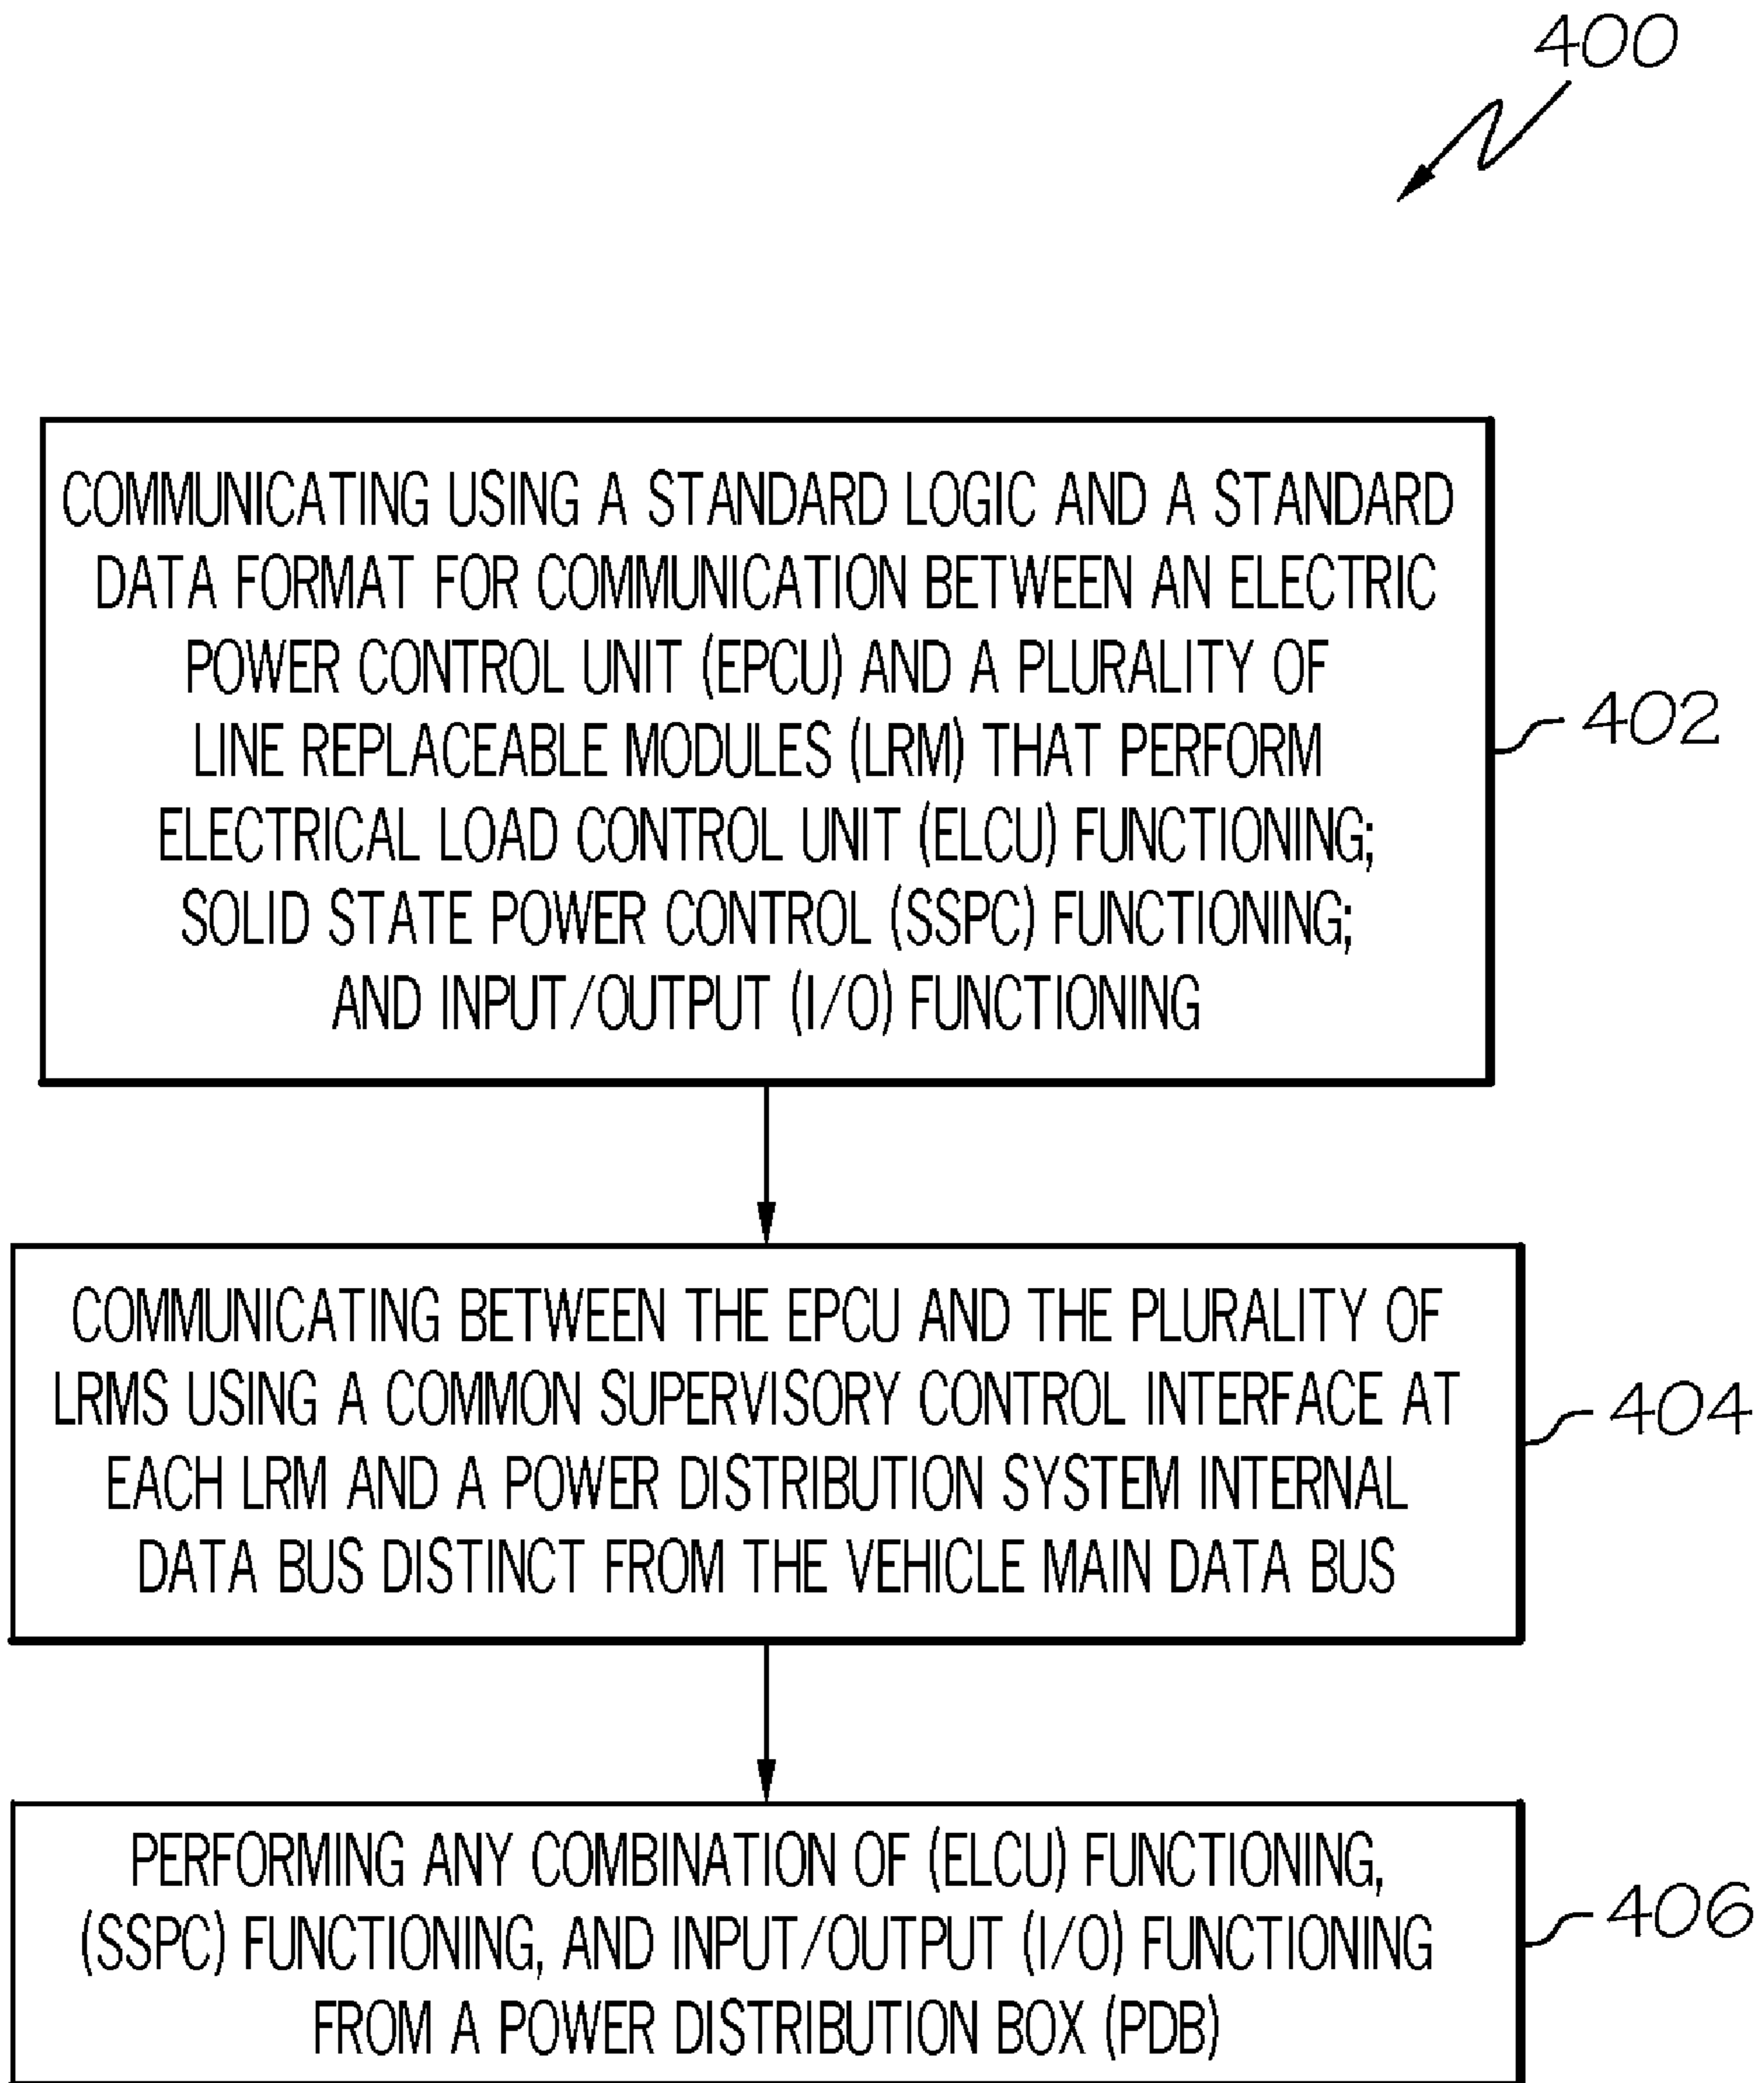 400
COMMUNICATING USING A STANDARD LOGIC AND A STANDARD
DATA FORMAT FOR COMMUNICATION BETWEEN AN ELECTRIC
POWER CONTROL UNIT (EPCU) AND A PLURALITY OF
LINE REPLACEABLE MODULES (LRM) THAT PERFORM
ELECTRICAL LOAD CONTROL UNIT (ELCU) FUNCTIONING;
SOLID STATE POWER CONTROL (SSPC) FUNCTIONING;
AND INPUT/OUTPUT (I/O) FUNCTIONING
402
COMMUNICATING BETWEEN THE EPCU AND THE PLURALITY OF
LRMS USING A COMMON SUPERVISORY CONTROL INTERFACE AT
EACH LRM AND A POWER DISTRIBUTION SYSTEM INTERNAL
DATA BUS DISTINCT FROM THE VEHICLE MAIN DATA BUS
404
PERFORMING ANY COMBINATION OF (ELCU) FUNCTIONING,
(SSPC) FUNCTIONING, AND INPUT/OUTPUT (I/O) FUNCTIONING
FROM A POWER DISTRIBUTION BOX (PDB)
406